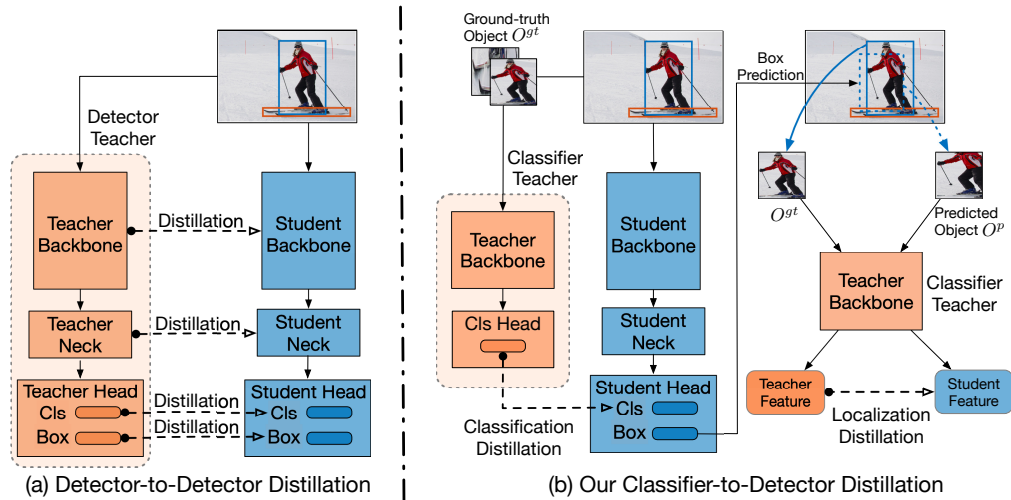 Detector
Teacher
Teacher
Backbone
Distillation
Student
Backbone
Teacher
Neck
Distillation
Student
Neck
Teacher Head
Cls
Box
Distillation
Distillation
Student Head
Cls
Box
(a) Detector-to-Detector Distillation
Ground-truth
Object O^{gt}
Classifier
Teacher
Teacher
Backbone
Cls Head
Student
Backbone
Student
Neck
Student Head
Cls
Box
Classification
Distillation
Box
Prediction
O^{gt}
Predicted
Object O^{p}
Teacher
Backbone
Classifier
Teacher
Teacher
Feature
Student
Feature
Localization
Distillation
(b) Our Classifier-to-Detector Distillation